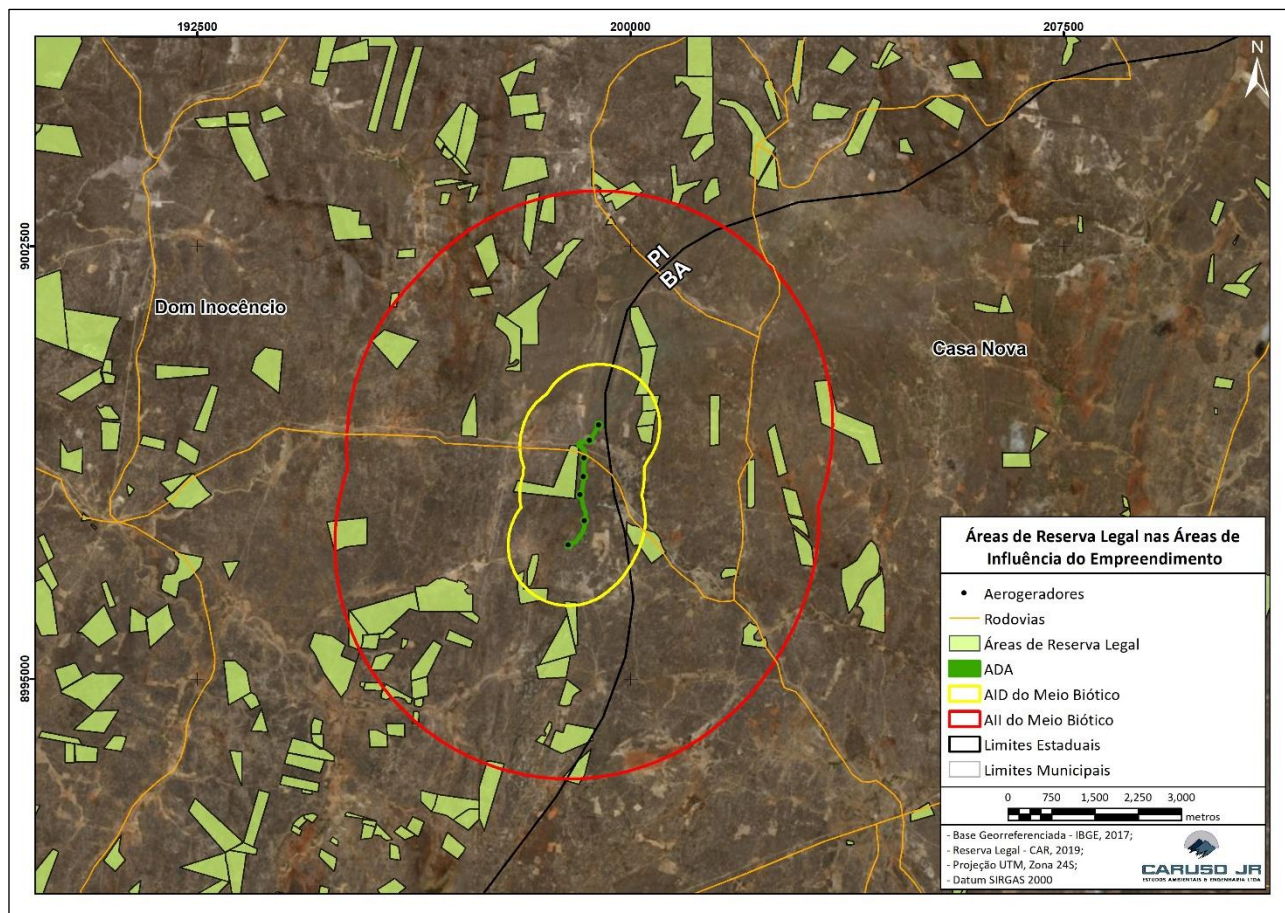 192500
200000
207500
N
9002500
PI
BA
Dom Inocêncio
Casa Nova
8995000
Áreas de Reserva Legal nas Áreas de
Influência do Empreendimento
Aerogeradores
Rodovias
Áreas de Reserva Legal
ADA
AID do Meio Biótico
AII do Meio Biótico
Limites Estaduais
Limites Municipais
0 750 1,500 2,250 3,000
metros
- Base Georreferenciada - IBGE, 2017;
- Reserva Legal - CAR, 2019;
- Projeção UTM, Zona 24S;
- Datum SIRGAS 2000
CARUSO JR
ESTUDOS AMBIENTAIS & ENGENHARIA LTDA